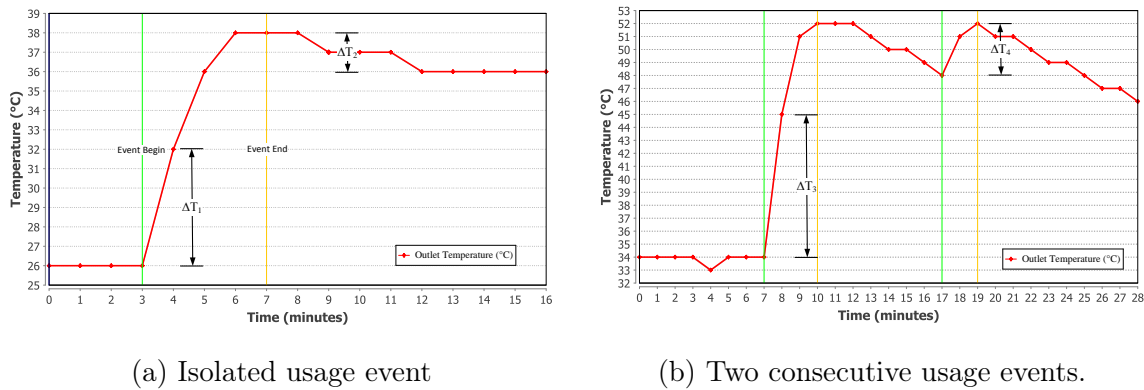 38
37
36
35
34
33
32
31
30
29
28
27
26
25
Temperature (°C)
ΔT2
Event Begin
Event End
ΔT1
Outlet Temperature (°C)
0 1 2 3 4 5 6 7 8 9 10 11 12 13 14 15 16
Time (minutes)
(a) Isolated usage event
53
52
51
50
49
48
47
46
45
44
43
42
41
40
39
38
37
36
35
34
33
32
Temperature (°C)
ΔT4
ΔT3
Outlet Temperature (°C)
0 1 2 3 4 5 6 7 8 9 10 11 12 13 14 15 16 17 18 19 20 21 22 23 24 25 26 27 28
Time (minutes)
(b) Two consecutive usage events.